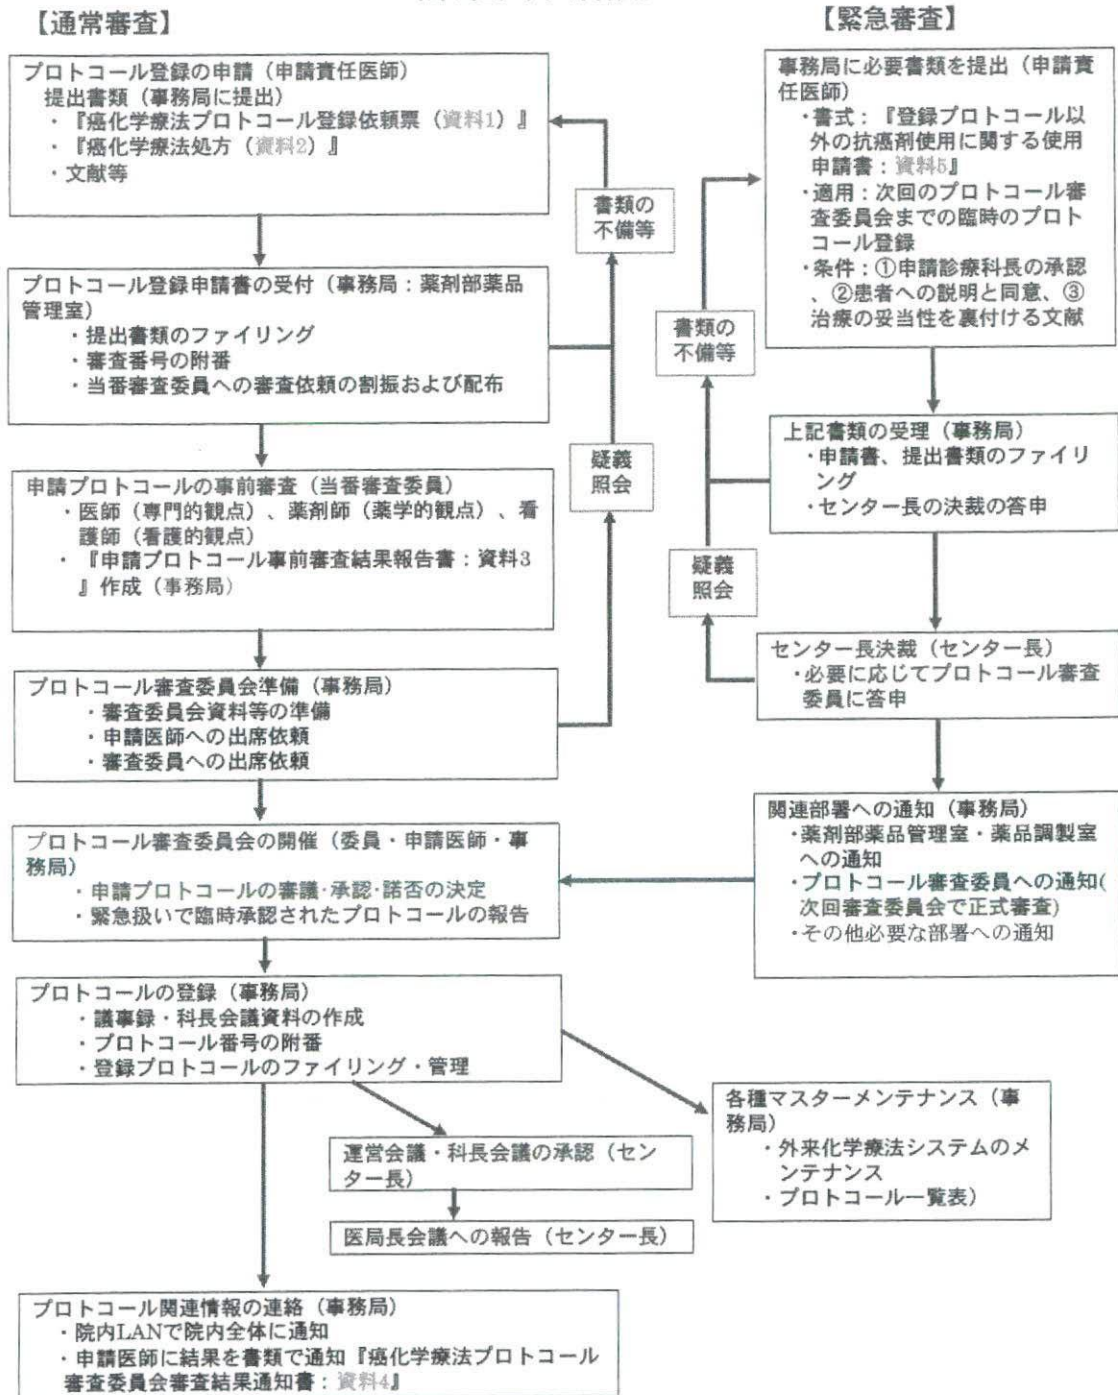 【通常審査】
プロトコール登録の申請（申請責任医師）
提出書類（事務局に提出）
・『癌化学療法プロトコール登録依頼票（資料1）』
・『癌化学療法処方（資料2）』
・文献等
プロトコール登録申請書の受付（事務局：薬剤部薬品
管理室）
・提出書類のファイリング
・審査番号の附番
・当番審査委員への審査依頼の割振および配布
申請プロトコールの事前審査（当番審査委員）
・医師（専門的観点）、薬剤師（薬学的観点）、看
護師（看護的観点）
・『申請プロトコール事前審査結果報告書：資料3
』作成（事務局）
プロトコール審査委員会準備（事務局）
・審査委員会資料等の準備
・申請医師への出席依頼
・審査委員への出席依頼
プロトコール審査委員会の開催（委員・申請医師・事
務局）
・申請プロトコールの審議・承認・諾否の決定
・緊急扱いで臨時承認されたプロトコールの報告
プロトコールの登録（事務局）
・議事録・科長会議資料の作成
・プロトコール番号の附番
・登録プロトコールのファイリング・管理
運営会議・科長会議の承認（セン
ター長）
医局長会議への報告（センター長）
プロトコール関連情報の連絡（事務局）
・院内LANで院内全体に通知
・申請医師に結果を書類で通知『癌化学療法プロトコール
審査委員会審査結果通知書：資料4』
書類の
不備等
疑義
照会
【緊急審査】
事務局に必要書類を提出（申請責
任医師）
・書式：『登録プロトコール以
外の抗癌剤使用に関する使用
申請書：資料5』
・適用：次回のプロトコール審
査委員会までの臨時のプロト
コール登録
・条件：①申請診療科長の承認
、②患者への説明と同意、③
治療の妥当性を裏付ける文献
書類の
不備等
上記書類の受理（事務局）
・申請書、提出書類のファイリ
ング
・センター長の決裁の答申
疑義
照会
センター長決裁（センター長）
・必要に応じてプロトコール審査
委員に答申
関連部署への通知（事務局）
・薬剤部薬品管理室・薬品調製室
への通知
・プロトコール審査委員への通知(
次回審査委員会で正式審査)
・その他必要な部署への通知
各種マスターメンテナンス（事
務局）
・外来化学療法システムのメ
ンテナンス
・プロトコール一覧表）